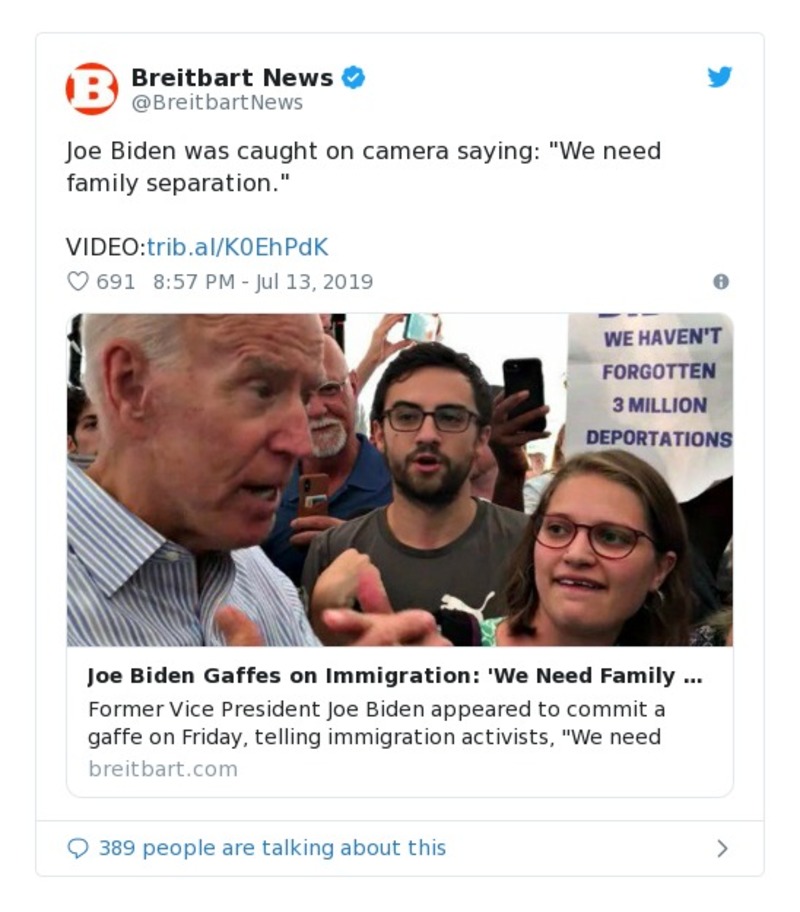 Breitbart News
@BreitbartNews
Joe Biden was caught on camera saying: "We need
family separation."
VIDEO:trib.al/K0EhPdK
691 8:57 PM - Jul 13, 2019
WE HAVEN'T
FORGOTTEN
3 MILLION
DEPORTATIONS
Joe Biden Gaffes on Immigration: 'We Need Family ...
Former Vice President Joe Biden appeared to commit a
gaffe on Friday, telling immigration activists, "We need
breitbart.com
389 people are talking about this